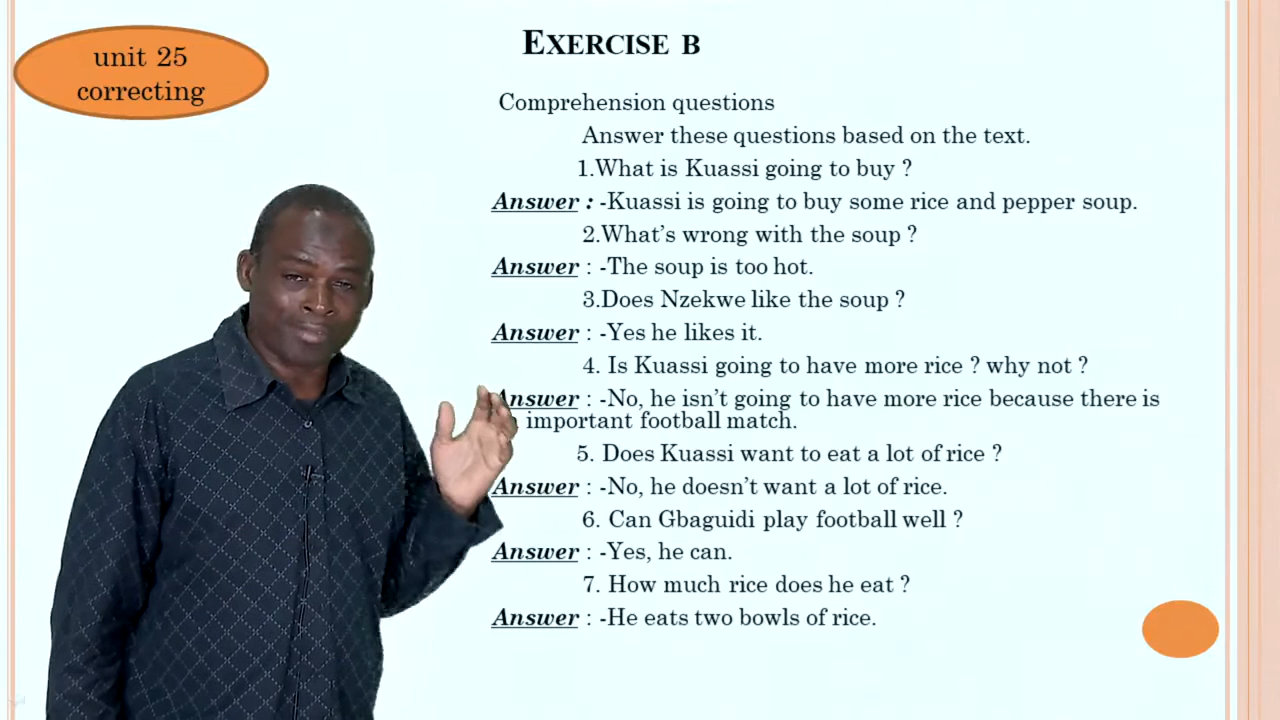 unit 25
correcting
EXERCISE B
Comprehension questions
Answer these questions based on the text.
1.What is Kuassi going to buy ?
Answer : -Kuassi is going to buy some rice and pepper soup.
2.What's wrong with the soup ?
Answer : -The soup is too hot.
3.Does Nzekwe like the soup ?
Answer : -Yes he likes it.
4. Is Kuassi going to have more rice ? why not ?
Answer : -No, he isn't going to have more rice because there is
important football match.
5. Does Kuassi want to eat a lot of rice ?
Answer : -No, he doesn't want a lot of rice.
6. Can Gbaguidi play football well ?
Answer : -Yes, he can.
7. How much rice does he eat ?
Answer : -He eats two bowls of rice.